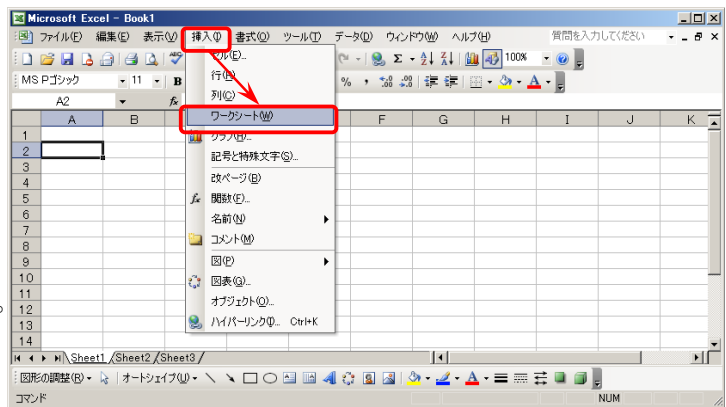 Microsoft Excel - Book1
ファイル(F) 編集(E) 表示(V) 挿入(I) 書式(O) ツール(T) データ(D) ウィンドウ(W) ヘルプ(H) 質問を入力してください
Σ 100%
MS Pゴシック 11 B % , A
A2 fx
A B F G H I J K
1
2
3
4
5
6
7
8
9
10
11
12
13
14
セル(E)...
行(R)
列(C)
ワークシート(W)
グラフ(H)...
記号と特殊文字(S)...
改ページ(B)
fx 関数(F)...
名前(N)
コメント(M)
図(P)
図表(G)...
オブジェクト(O)...
ハイパーリンク(I)... Ctrl+K
Sheet1 Sheet2 Sheet3
図形の調整(R) オートシェイプ(U) A
コマンド NUM